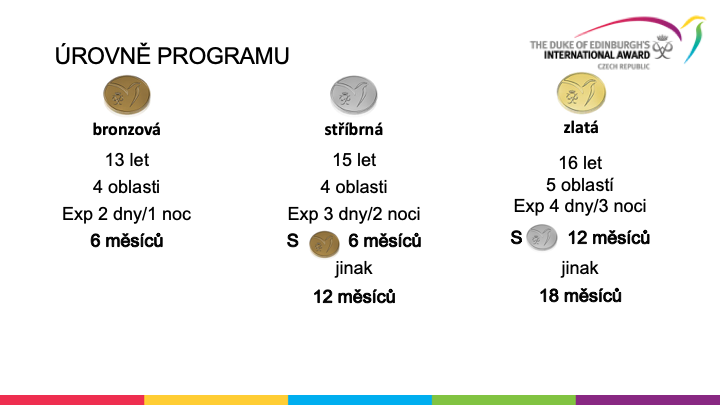 ÚROVNĚ PROGRAMU
THE DUKE OF EDINBURGH'S
INTERNATIONAL AWARD
CZECH REPUBLIC
bronzová
13 let
4 oblasti
Exp 2 dny/1 noc
6 měsíců
stříbrná
15 let
4 oblasti
Exp 3 dny/2 noci
S 6 měsíců
jinak
12 měsíců
zlatá
16 let
5 oblastí
Exp 4 dny/3 noci
S 12 měsíců
jinak
18 měsíců